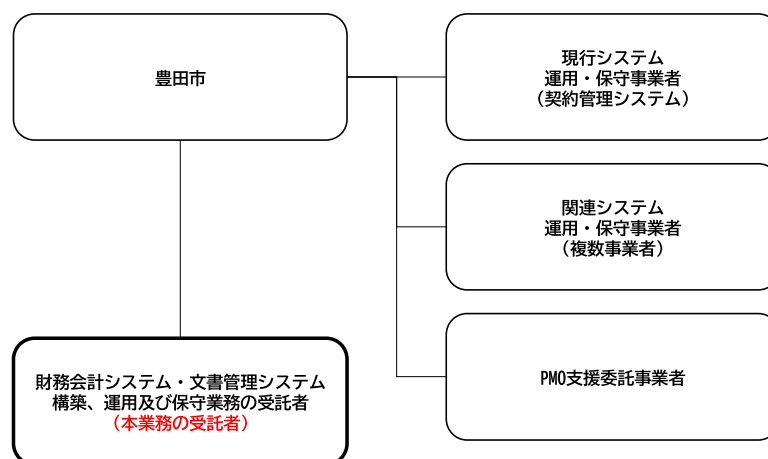 豊田市
現行システム
運用・保守事業者
（契約管理システム）
関連システム
運用・保守事業者
（複数事業者）
PMO支援委託事業者
財務会計システム・文書管理システム
構築、運用及び保守業務の受託者
（本業務の受託者）